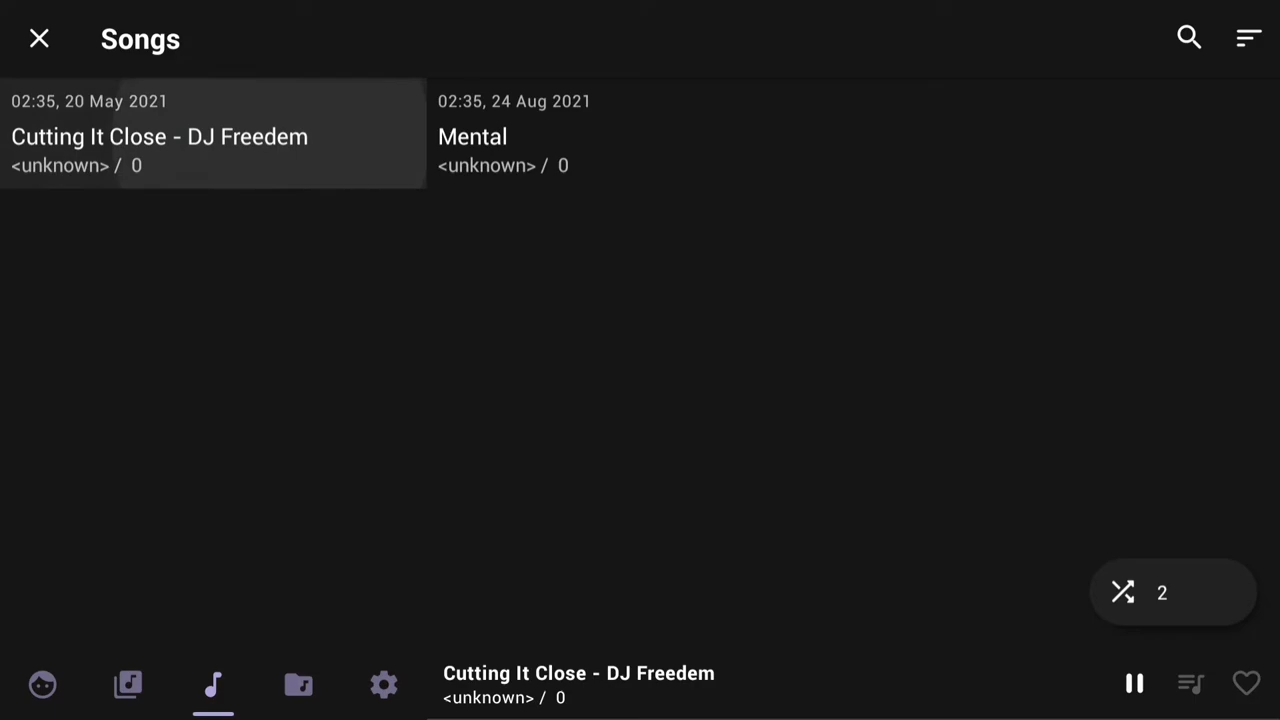 Songs
02:35, 20 May 2021
Cutting It Close - DJ Freedem
<unknown> / 0
02:35, 24 Aug 2021
Mental
<unknown> / 0
2
Cutting It Close - DJ Freedem
<unknown> / 0